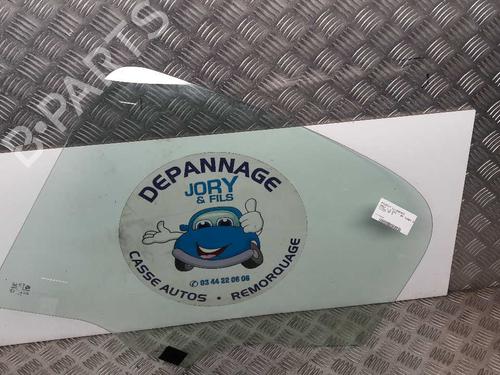 B-PARTS
DEPANNAGE
JORY
& FILS
03 44 22 06 06
CASSE AUTOS • REMORQUAGE